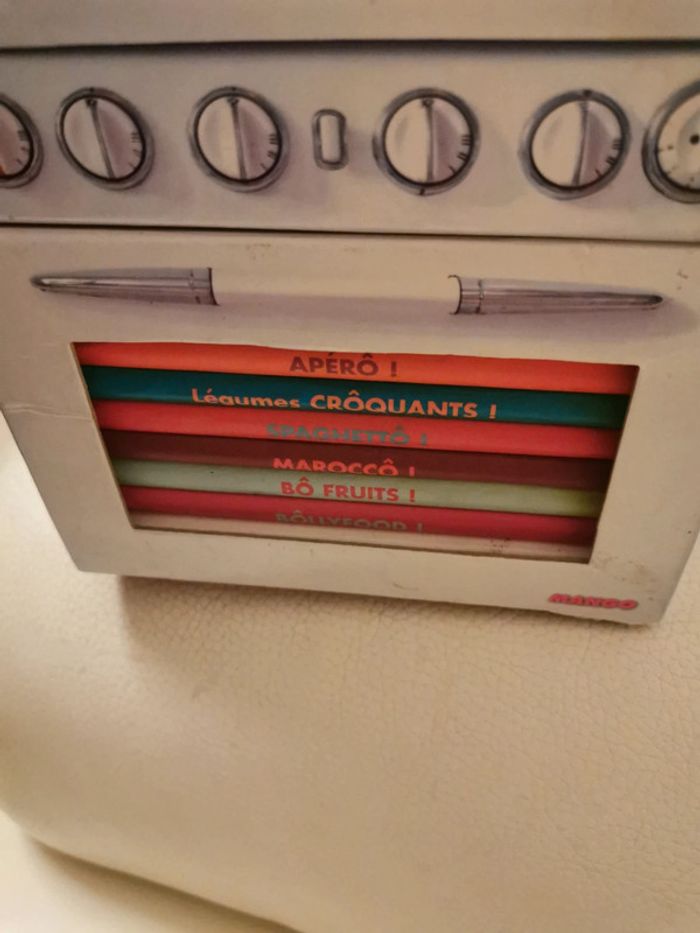 APÉRÔ !
Légumes CRÔQUANTS !
SPAGHETTÔ !
MAROCCÔ !
BÔ FRUITS !
BÔLLYFOOD !
MANGO